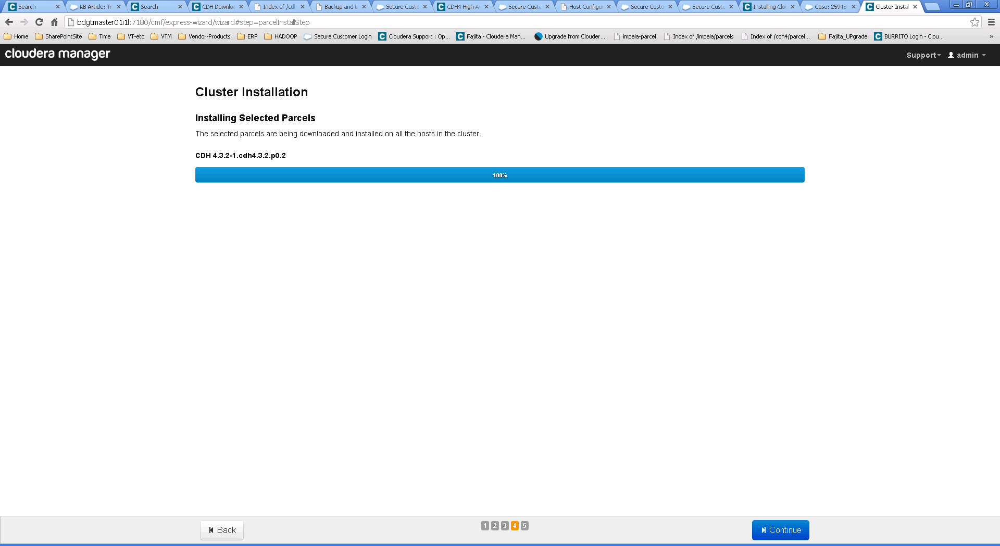 Search KB Article: Tr Search CDH Downlo Index of /cdh Backup and D Secure Custo CDH4 High A Secure Custo Host Configu Secure Custo Secure Custo Installing Clou Case: 25948 Cluster Instal
bdgtmaster01i1l:7180/cmf/express-wizard/wizard#step=parcelInstallStep
Home SharePointSite Time VT-etc VTM Vendor-Products ERP HADOOP Secure Customer Login Cloudera Support : Op... Fajita - Cloudera Man... Upgrade from Clouder... impala-parcel Index of /impala/parcels Index of /cdh4/parcel... Fajita_UPgrade BURRITO Login - Clou... »
cloudera manager Support admin
Cluster Installation
Installing Selected Parcels
The selected parcels are being downloaded and installed on all the hosts in the cluster.
CDH 4.3.2-1.cdh4.3.2.p0.2
100%
Back 1 2 3 4 5 Continue